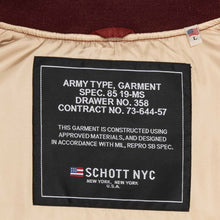 ARMY TYPE, GARMENT
SPEC. 85 19-MS
DRAWER NO. 358
CONTRACT NO. 73-644-57
THIS GARMENT IS CONSTRUCTED USING
APPROVED MATERIALS, AND DESIGNED
IN ACCORDANCE WITH MIL. REPRO SB SPEC.
SCHOTT NYC
NEW YORK, NEW YORK
U.S.A.